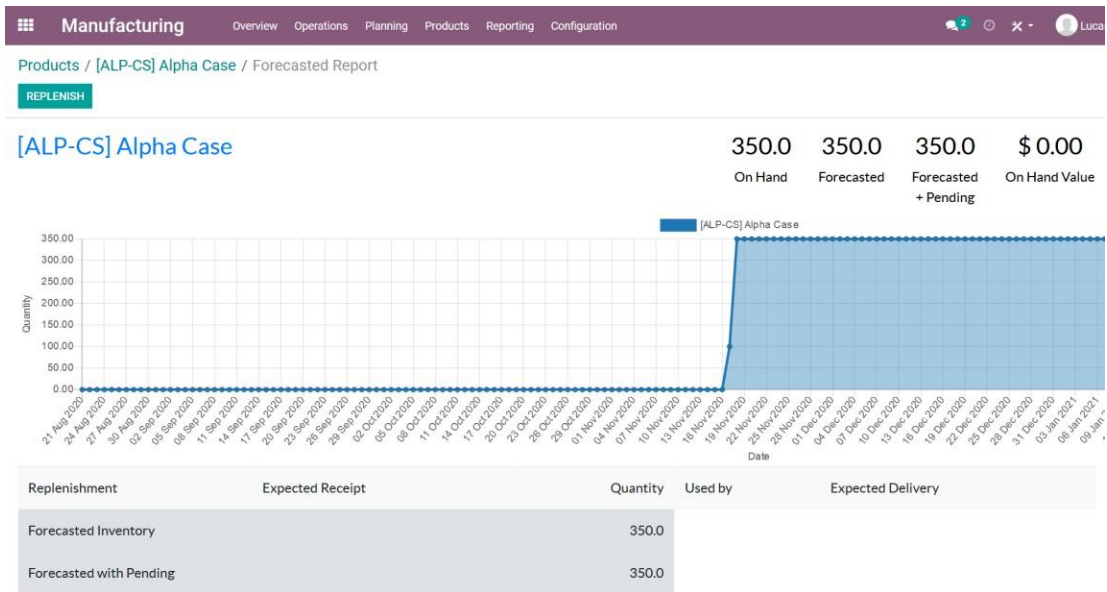 Manufacturing Overview Operations Planning Products Reporting Configuration 2 Luca
Products / [ALP-CS] Alpha Case / Forecasted Report
REPLENISH
[ALP-CS] Alpha Case
350.0 350.0 350.0 $ 0.00
On Hand Forecasted Forecasted On Hand Value
+ Pending
[ALP-CS] Alpha Case
350.00
300.00
250.00
200.00
150.00
100.00
50.00
0.00
Quantity
21 Aug 2020 24 Aug 2020 27 Aug 2020 30 Aug 2020 02 Sep 2020 05 Sep 2020 08 Sep 2020 11 Sep 2020 14 Sep 2020 17 Sep 2020 20 Sep 2020 23 Sep 2020 26 Sep 2020 29 Sep 2020 02 Oct 2020 05 Oct 2020 08 Oct 2020 11 Oct 2020 14 Oct 2020 17 Oct 2020 20 Oct 2020 23 Oct 2020 26 Oct 2020 29 Oct 2020 01 Nov 2020 04 Nov 2020 07 Nov 2020 10 Nov 2020 13 Nov 2020 16 Nov 2020 19 Nov 2020 22 Nov 2020 25 Nov 2020 28 Nov 2020 01 Dec 2020 04 Dec 2020 07 Dec 2020 10 Dec 2020 13 Dec 2020 16 Dec 2020 19 Dec 2020 22 Dec 2020 25 Dec 2020 28 Dec 2020 31 Dec 2020 03 Jan 2021 06 Jan 2021 09 Jan
Date
Replenishment Expected Receipt Quantity Used by Expected Delivery
Forecasted Inventory 350.0
Forecasted with Pending 350.0